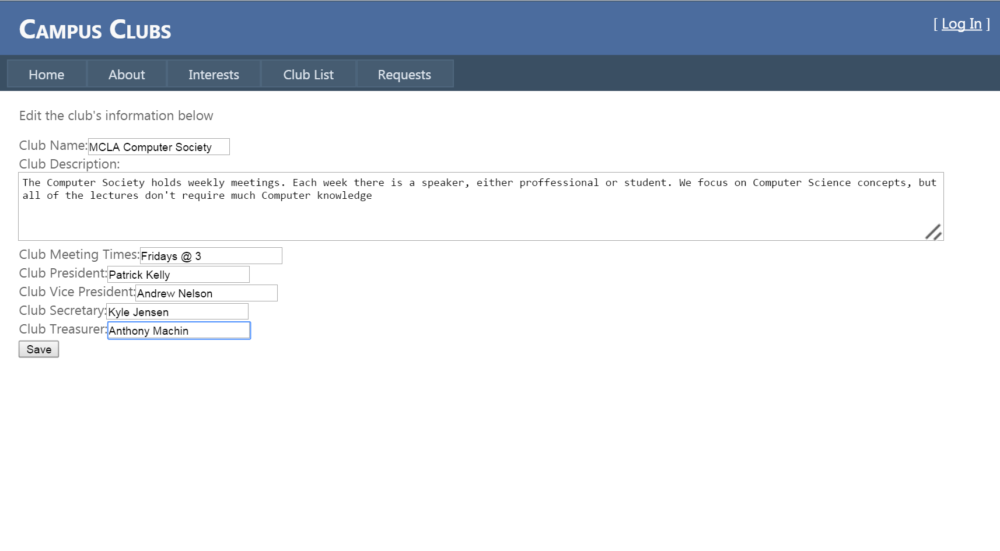 Campus Clubs
[ Log In ]
Home About Interests Club List Requests
Edit the club's information below
Club Name: MCLA Computer Society
Club Description:
The Computer Society holds weekly meetings. Each week there is a speaker, either proffessional or student. We focus on Computer Science concepts, but
all of the lectures don't require much Computer knowledge
Club Meeting Times: Fridays @ 3
Club President: Patrick Kelly
Club Vice President: Andrew Nelson
Club Secretary: Kyle Jensen
Club Treasurer: Anthony Machin
Save